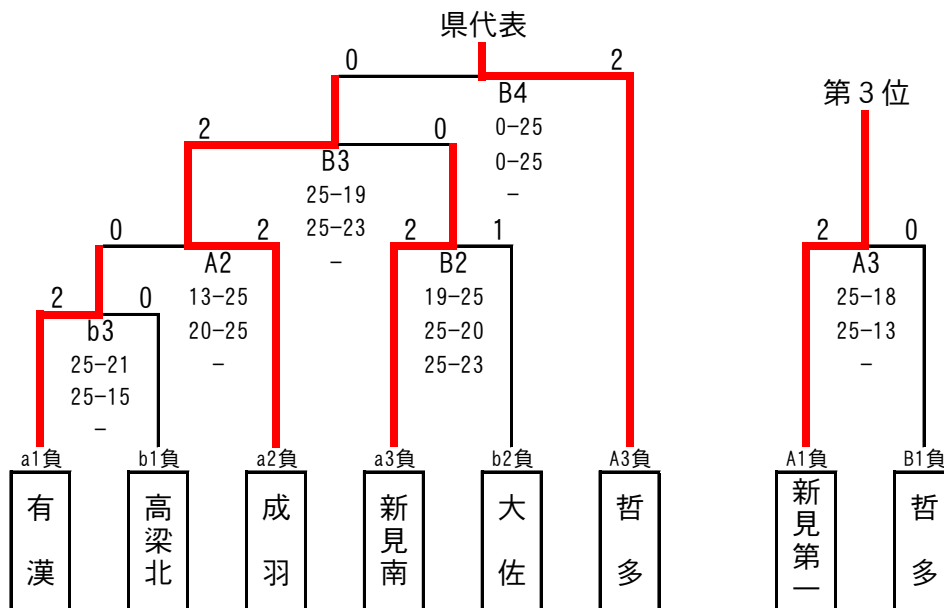 県代表
0 2
B4
0-25
0-25
-
第３位
2 0
B3
25-19
25-23
-
0 2
A2
13-25
20-25
-
2 1
B2
19-25
25-20
25-23
2 0
A3
25-18
25-13
-
2 0
b3
25-21
25-15
-
a1負 b1負 a2負 a3負 b2負 A3負 A1負 B1負
有漢
高梁北
成羽
新見南
大佐
哲多
新見第一
哲多